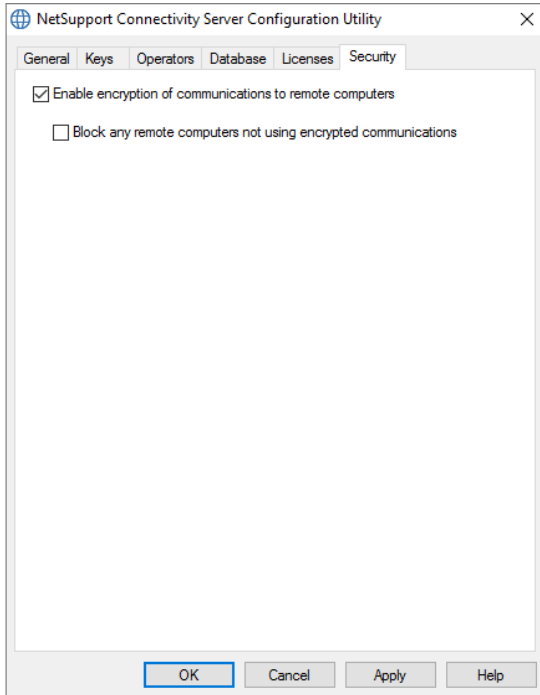 NetSupport Connectivity Server Configuration Utility
General Keys Operators Database Licenses Security
Enable encryption of communications to remote computers
Block any remote computers not using encrypted communications
OK Cancel Apply Help